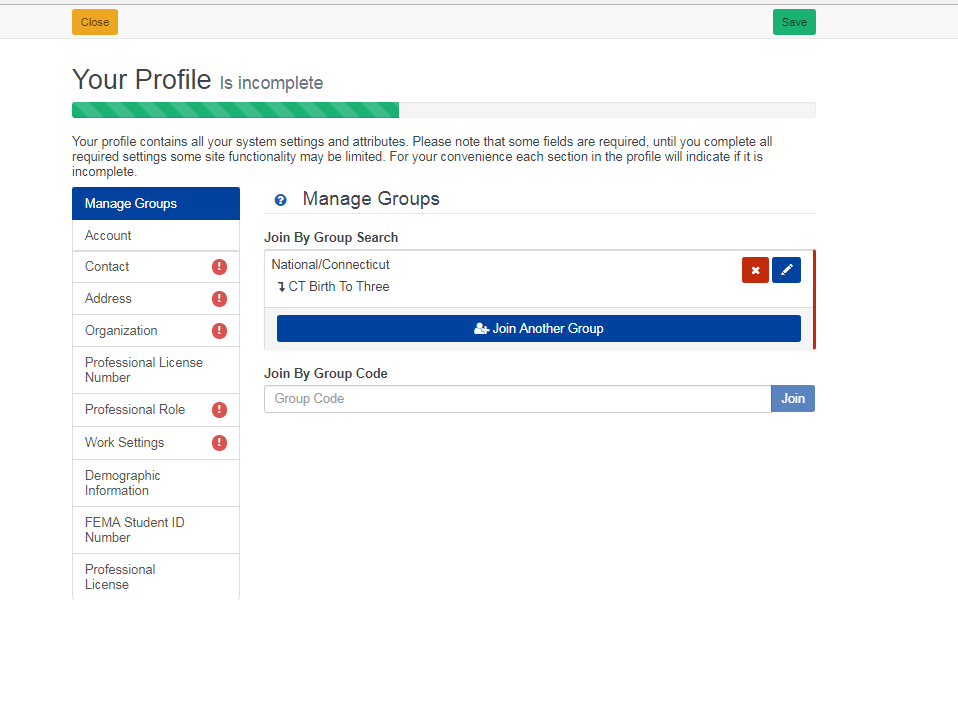 Close
Save
Your Profile Is incomplete
Your profile contains all your system settings and attributes. Please note that some fields are required, until you complete all
required settings some site functionality may be limited. For your convenience each section in the profile will indicate if it is
incomplete.
Manage Groups
Account
Contact
Address
Organization
Professional License
Number
Professional Role
Work Settings
Demographic
Information
FEMA Student ID
Number
Professional
License
Manage Groups
Join By Group Search
National/Connecticut
CT Birth To Three
Join Another Group
Join By Group Code
Group Code
Join